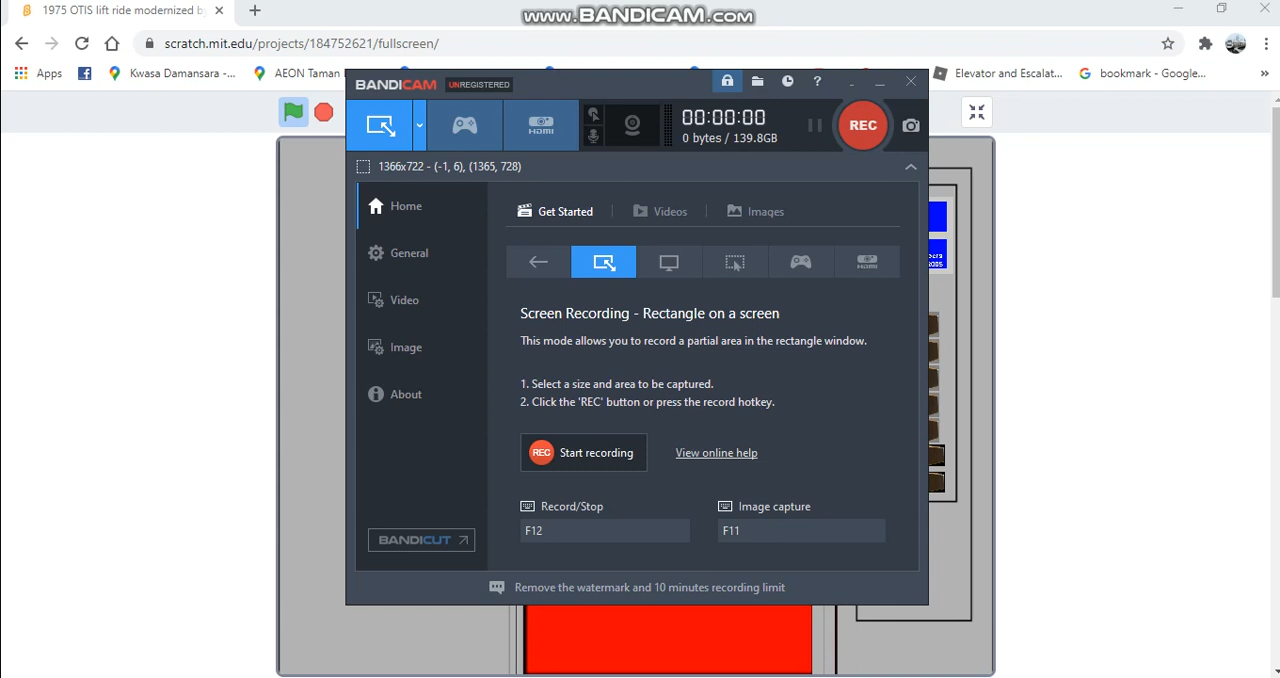 1975 OTIS lift ride modernized by
www.BANDICAM.com
scratch.mit.edu/projects/184752621/fullscreen/
Apps
Kwasa Damansara -...
AEON Taman
Elevator and Escalat...
bookmark - Google...
BANDICAM
UNREGISTERED
HDMI
00:00:00
0 bytes / 139.8GB
REC
1366x722 - (-1, 6), (1365, 728)
Home
General
Video
Image
About
BANDICUT
Get Started
Videos
Images
HDMI
Screen Recording - Rectangle on a screen
This mode allows you to record a partial area in the rectangle window.
1. Select a size and area to be captured.
2. Click the 'REC' button or press the record hotkey.
REC Start recording
View online help
Record/Stop
F12
Image capture
F11
Remove the watermark and 10 minutes recording limit